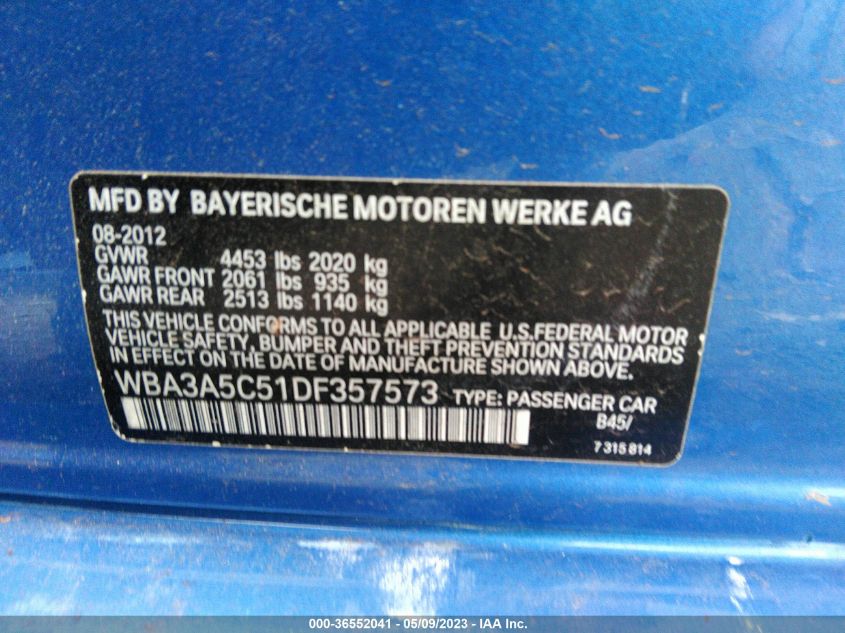 MFD BY BAYERISCHE MOTOREN WERKE AG
08-2012
GVWR 4453 lbs 2020 kg
GAWR FRONT 2061 lbs 935 kg
GAWR REAR 2513 lbs 1140 kg
THIS VEHICLE CONFORMS TO ALL APPLICABLE U.S.FEDERAL MOTOR
VEHICLE SAFETY, BUMPER AND THEFT PREVENTION STANDARDS
IN EFFECT ON THE DATE OF MANUFACTURE SHOWN ABOVE.
WBA3A5C51DF357573 TYPE: PASSENGER CAR
B45/
7 315 814
000-36552041 - 05/09/2023 - IAA Inc.